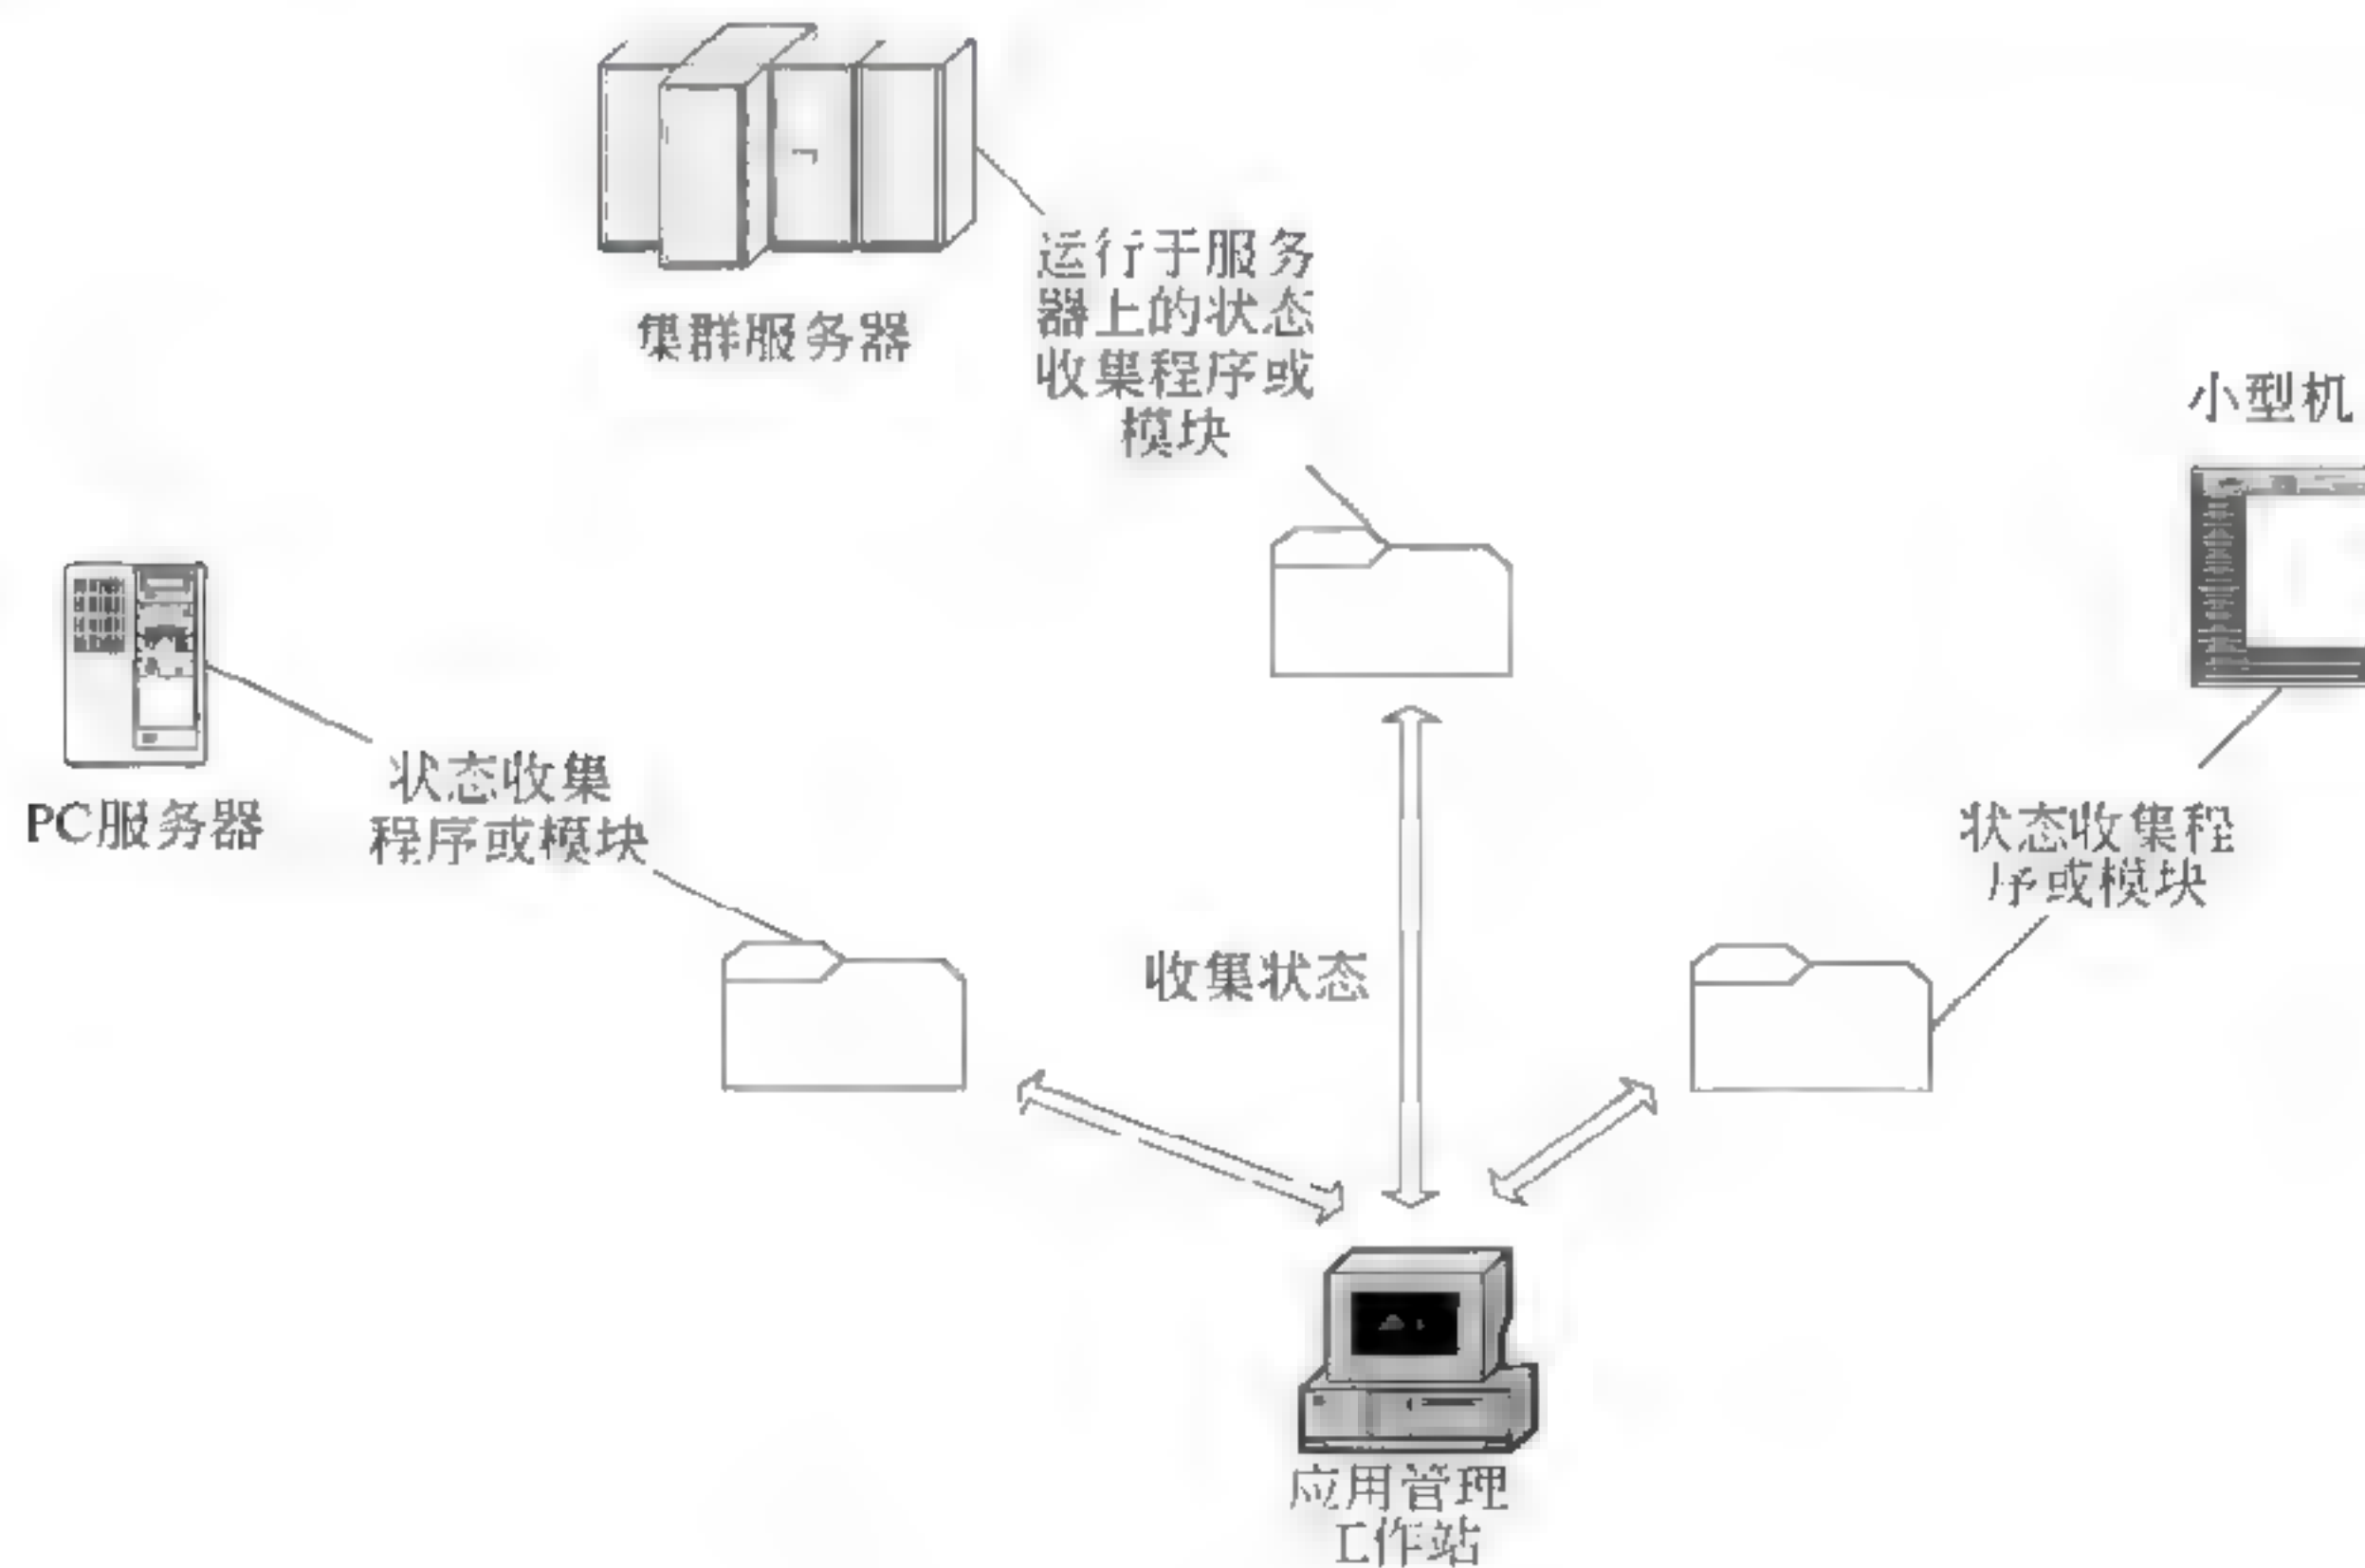 集群服务器
运行于服务
器上的状态
收集程序或
模块
小型机
PC服务器
状态收集
程序或模块
状态收集程
序或模块
收集状态
应用管理
工作站